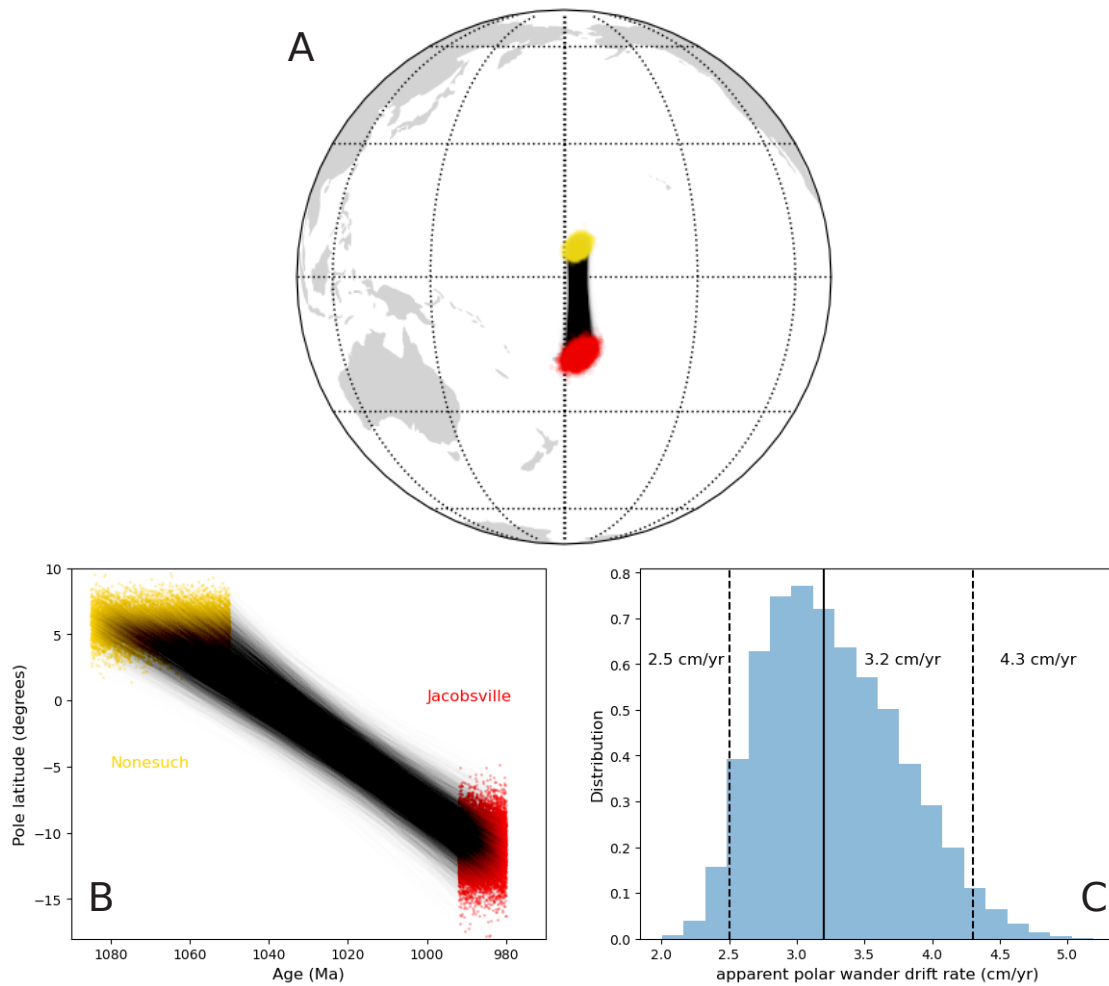 A
10
5
0
−5
−10
−15
Pole latitude (degrees)
Nonesuch
Jacobsville
B
1080
1060
1040
1020
1000
980
Age (Ma)
0.8
0.7
0.6
0.5
0.4
0.3
0.2
0.1
0.0
Distribution
2.5 cm/yr
3.2 cm/yr
4.3 cm/yr
C
2.0
2.5
3.0
3.5
4.0
4.5
5.0
apparent polar wander drift rate (cm/yr)